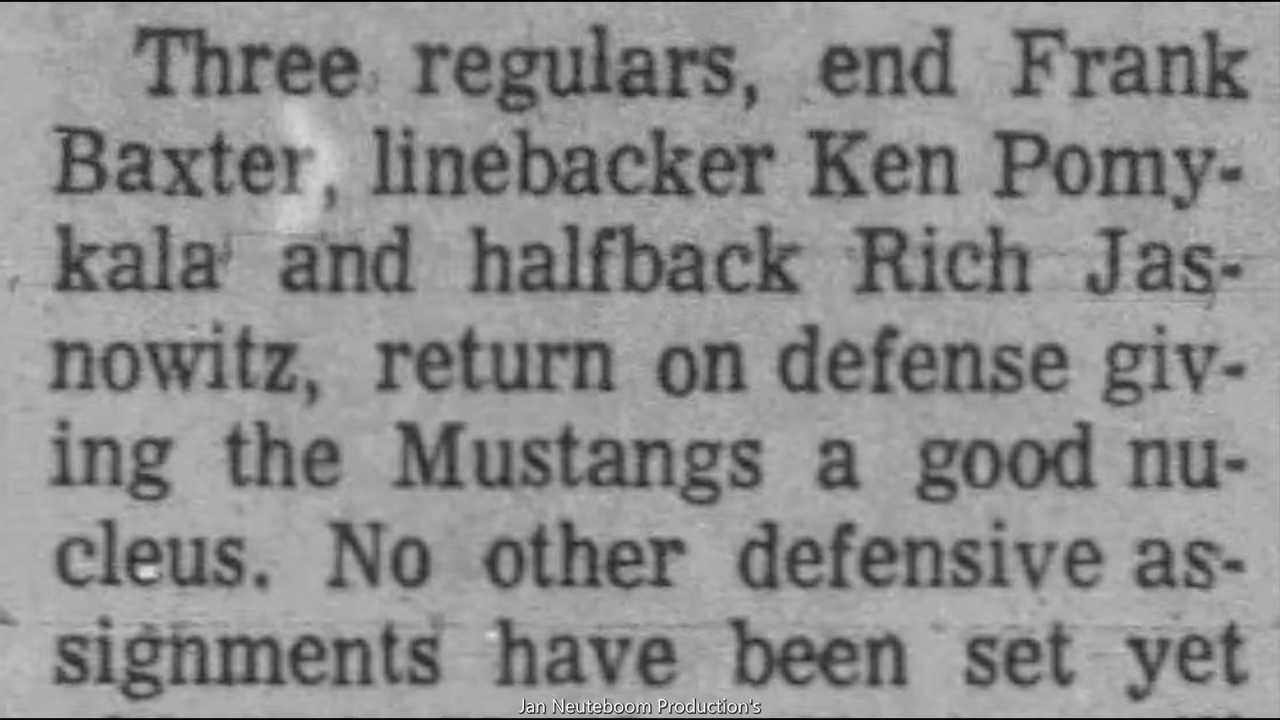 Three regulars, end Frank
Baxter, linebacker Ken Pomy-
kala and halfback Rich Jas-
nowitz, return on defense giv-
ing the Mustangs a good nu-
cleus. No other defensive as-
signments have been set yet
Jan Neuteboom Production's